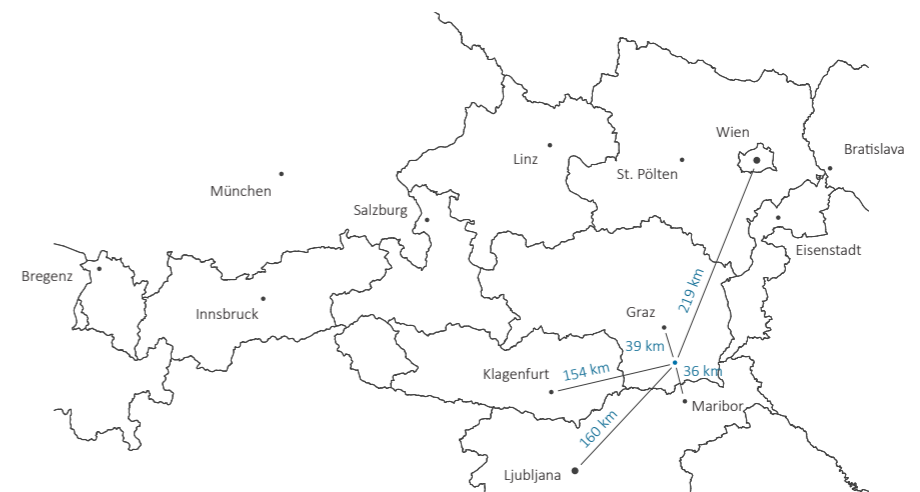 Wien
Bratislava
Linz
St. Pölten
München
Salzburg
Eisenstadt
Bregenz
219 km
Innsbruck
Graz
39 km
Klagenfurt
154 km
36 km
Maribor
160 km
Ljubljana